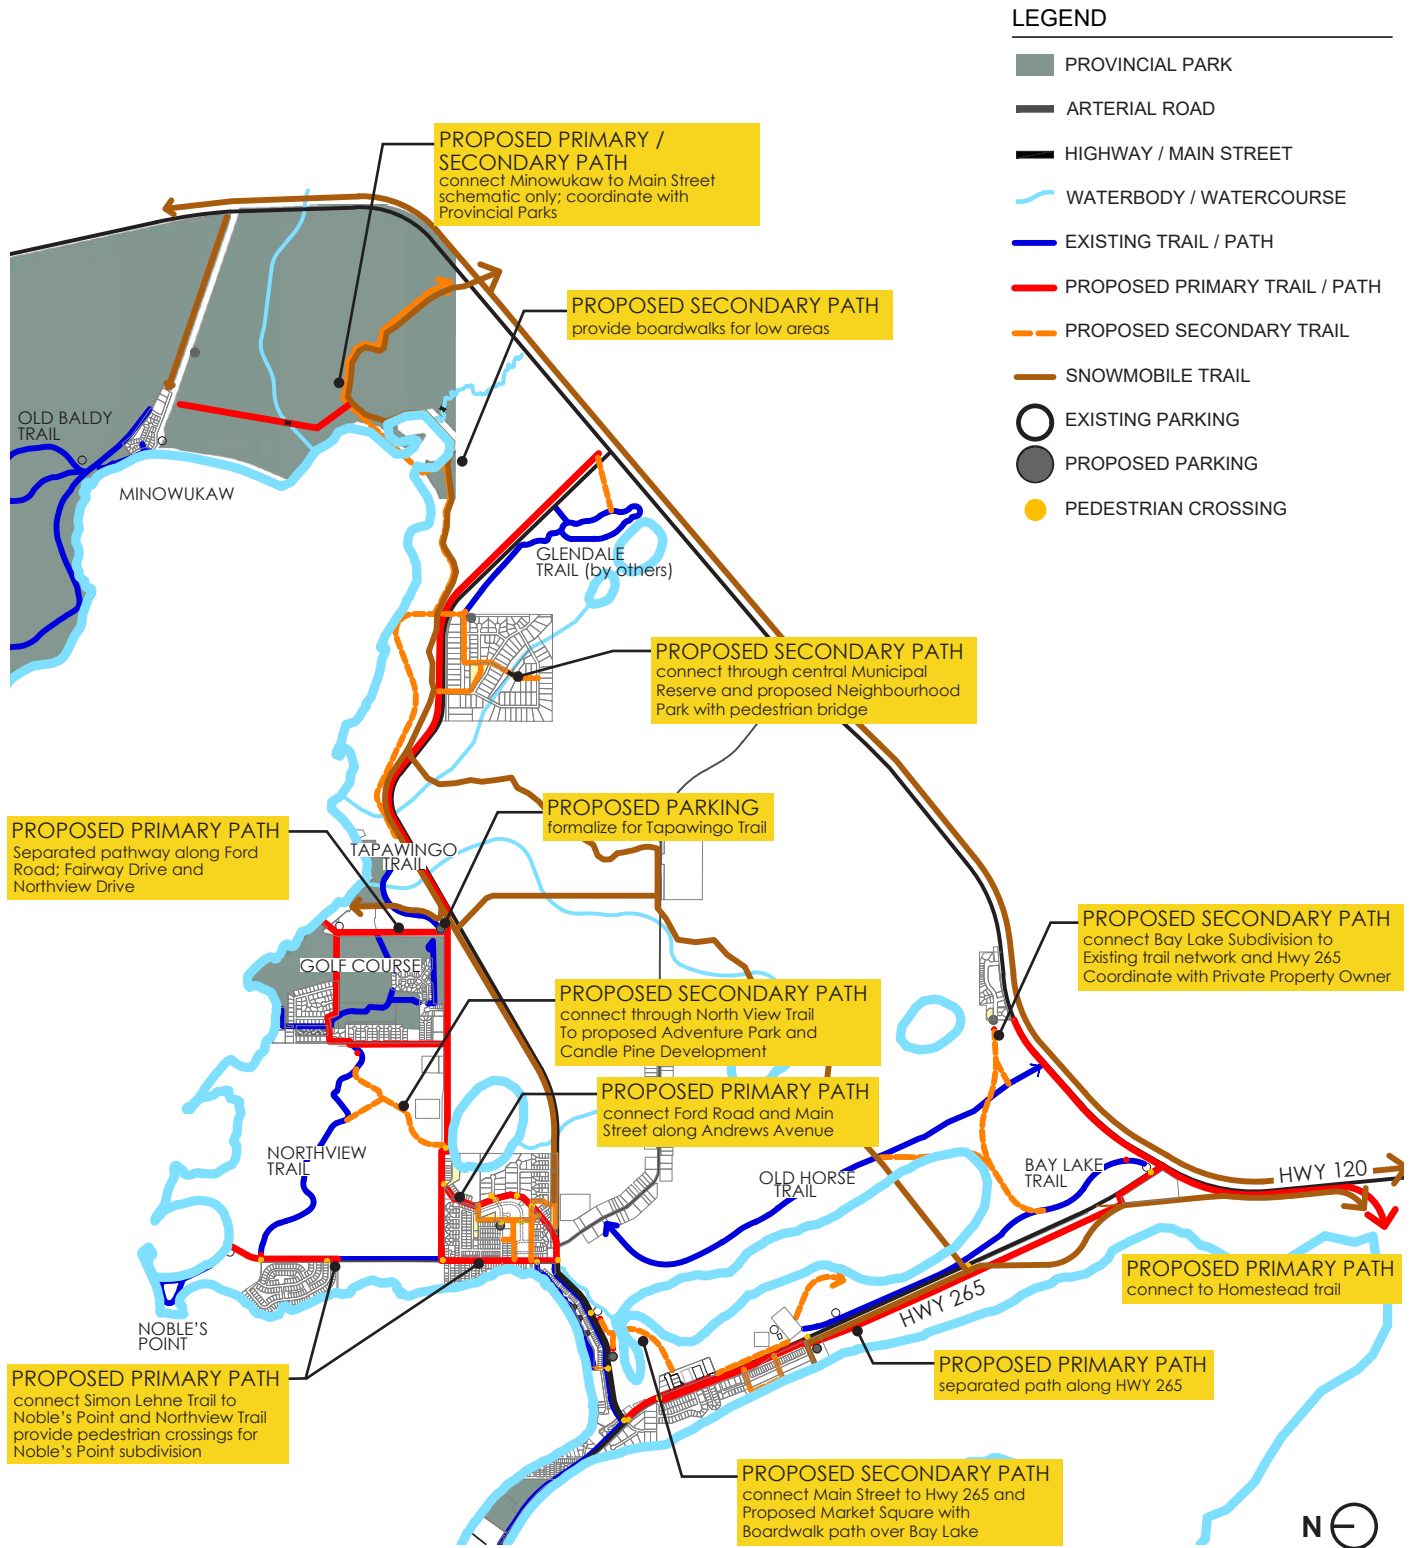 LEGEND
PROVINCIAL PARK
ARTERIAL ROAD
HIGHWAY / MAIN STREET
WATERBODY / WATERCOURSE
EXISTING TRAIL / PATH
PROPOSED PRIMARY TRAIL / PATH
PROPOSED SECONDARY TRAIL
SNOWMOBILE TRAIL
EXISTING PARKING
PROPOSED PARKING
PEDESTRIAN CROSSING
PROPOSED PRIMARY /
SECONDARY PATH
connect Minowukaw to Main Street
schematic only; coordinate with
Provincial Parks
PROPOSED SECONDARY PATH
provide boardwalks for low areas
OLD BALDY
TRAIL
MINOWUKAW
GLENDALE
TRAIL (by others)
PROPOSED SECONDARY PATH
connect through central Municipal
Reserve and proposed Neighbourhood
Park with pedestrian bridge
PROPOSED PARKING
formalize for Tapawingo Trail
PROPOSED PRIMARY PATH
Separated pathway along Ford
Road; Fairway Drive and
Northview Drive
TAPAWINGO
TRAIL
GOLF COURSE
PROPOSED SECONDARY PATH
connect Bay Lake Subdivision to
Existing trail network and Hwy 265
Coordinate with Private Property Owner
PROPOSED SECONDARY PATH
connect through North View Trail
To proposed Adventure Park and
Candle Pine Development
PROPOSED PRIMARY PATH
connect Ford Road and Main
Street along Andrews Avenue
NORTHVIEW
TRAIL
OLD HORSE
TRAIL
BAY LAKE
TRAIL
HWY 120
PROPOSED PRIMARY PATH
connect to Homestead trail
HWY 265
NOBLE'S
POINT
PROPOSED PRIMARY PATH
connect Simon Lehne Trail to
Noble's Point and Northview Trail
provide pedestrian crossings for
Noble's Point subdivision
PROPOSED PRIMARY PATH
separated path along HWY 265
PROPOSED SECONDARY PATH
connect Main Street to Hwy 265 and
Proposed Market Square with
Boardwalk path over Bay Lake
N